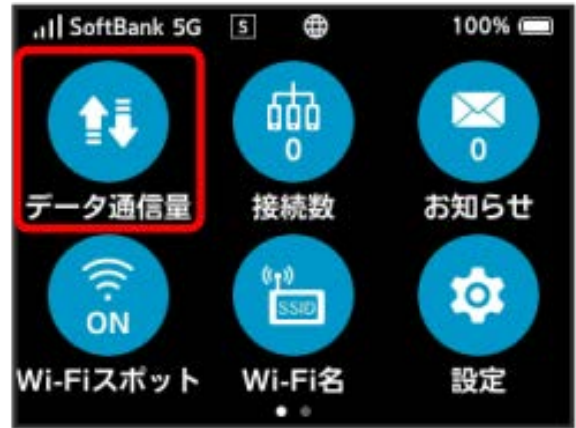 SoftBank 5G S 100%
0 0
データ通信量 接続数 お知らせ
ON SSID
Wi-Fiスポット Wi-Fi名 設定